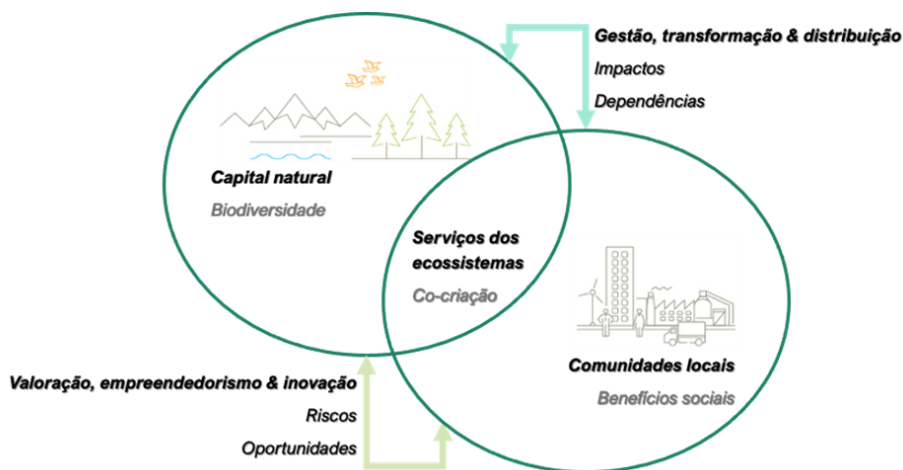 Gestão, transformação & distribuição
Impactos
Dependências
Capital natural
Biodiversidade
Serviços dos
ecossistemas
Co-criação
Comunidades locais
Benefícios sociais
Valoração, empreendedorismo & inovação
Riscos
Oportunidades